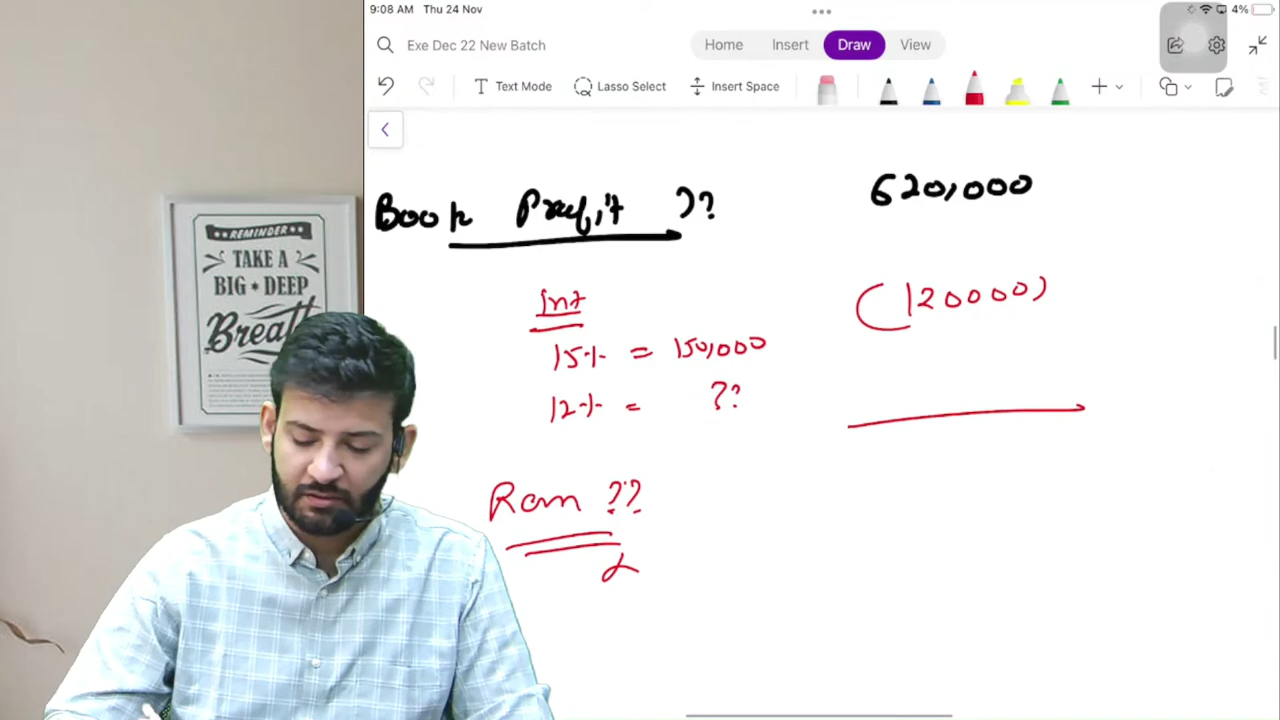 9:08 AM Thu 24 Nov
4%
Exe Dec 22 New Batch
Home Insert Draw View
Text Mode Lasso Select Insert Space
REMINDER
TAKE A
BIG DEEP
Breath
Book Profit ??
620,000
Int
(120000)
15% = 150,000
12% = ??
Rem ??